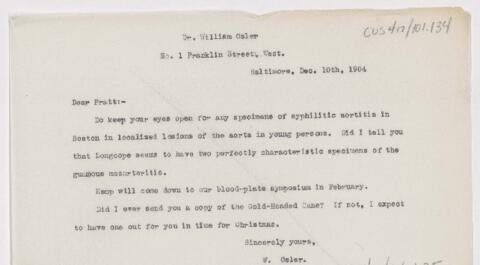 Dr. William Osler
CUS417/101.134
No. 1 Franklin Street, West.
Baltimore, Dec. 10th, 1904
Dear Pratt:-
Do keep your eyes open for any specimens of syphilitic aortitis in
Boston in localized lesions of the aorta in young persons. Did I tell you
that Longcope seems to have two perfectly characteristic specimens of the
gummous mesarteritis.
Kemp will come down to our blood-plate symposium in February.
Did I ever send you a copy of the Gold-Headed Cane? If not, I expect
to have one out for you in time for Christmas.
Sincerely yours,
W. Osler.